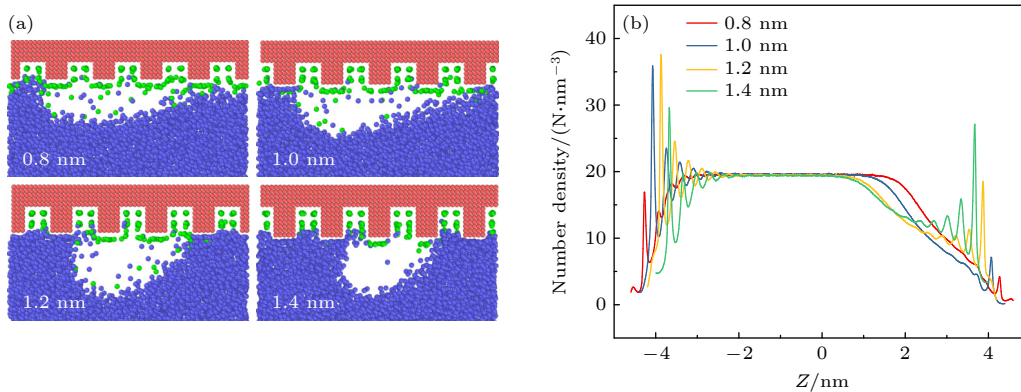 (a)
0.8 nm
1.0 nm
1.2 nm
1.4 nm
(b)
0.8 nm
1.0 nm
1.2 nm
1.4 nm
40
30
20
10
0
Number density/(N·nm⁻³)
−4 −2 0 2 4
Z/nm